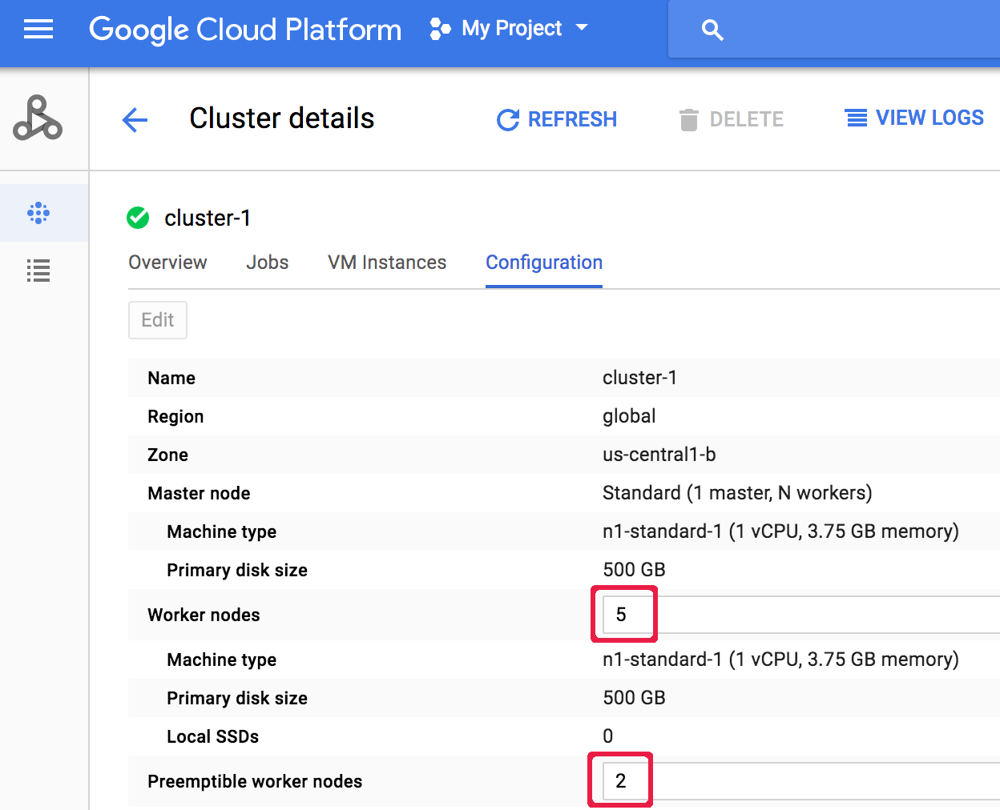 Google Cloud Platform My Project
Cluster details REFRESH DELETE VIEW LOGS
cluster-1
Overview Jobs VM Instances Configuration
Edit
Name cluster-1
Region global
Zone us-central1-b
Master node Standard (1 master, N workers)
Machine type n1-standard-1 (1 vCPU, 3.75 GB memory)
Primary disk size 500 GB
Worker nodes 5
Machine type n1-standard-1 (1 vCPU, 3.75 GB memory)
Primary disk size 500 GB
Local SSDs 0
Preemptible worker nodes 2